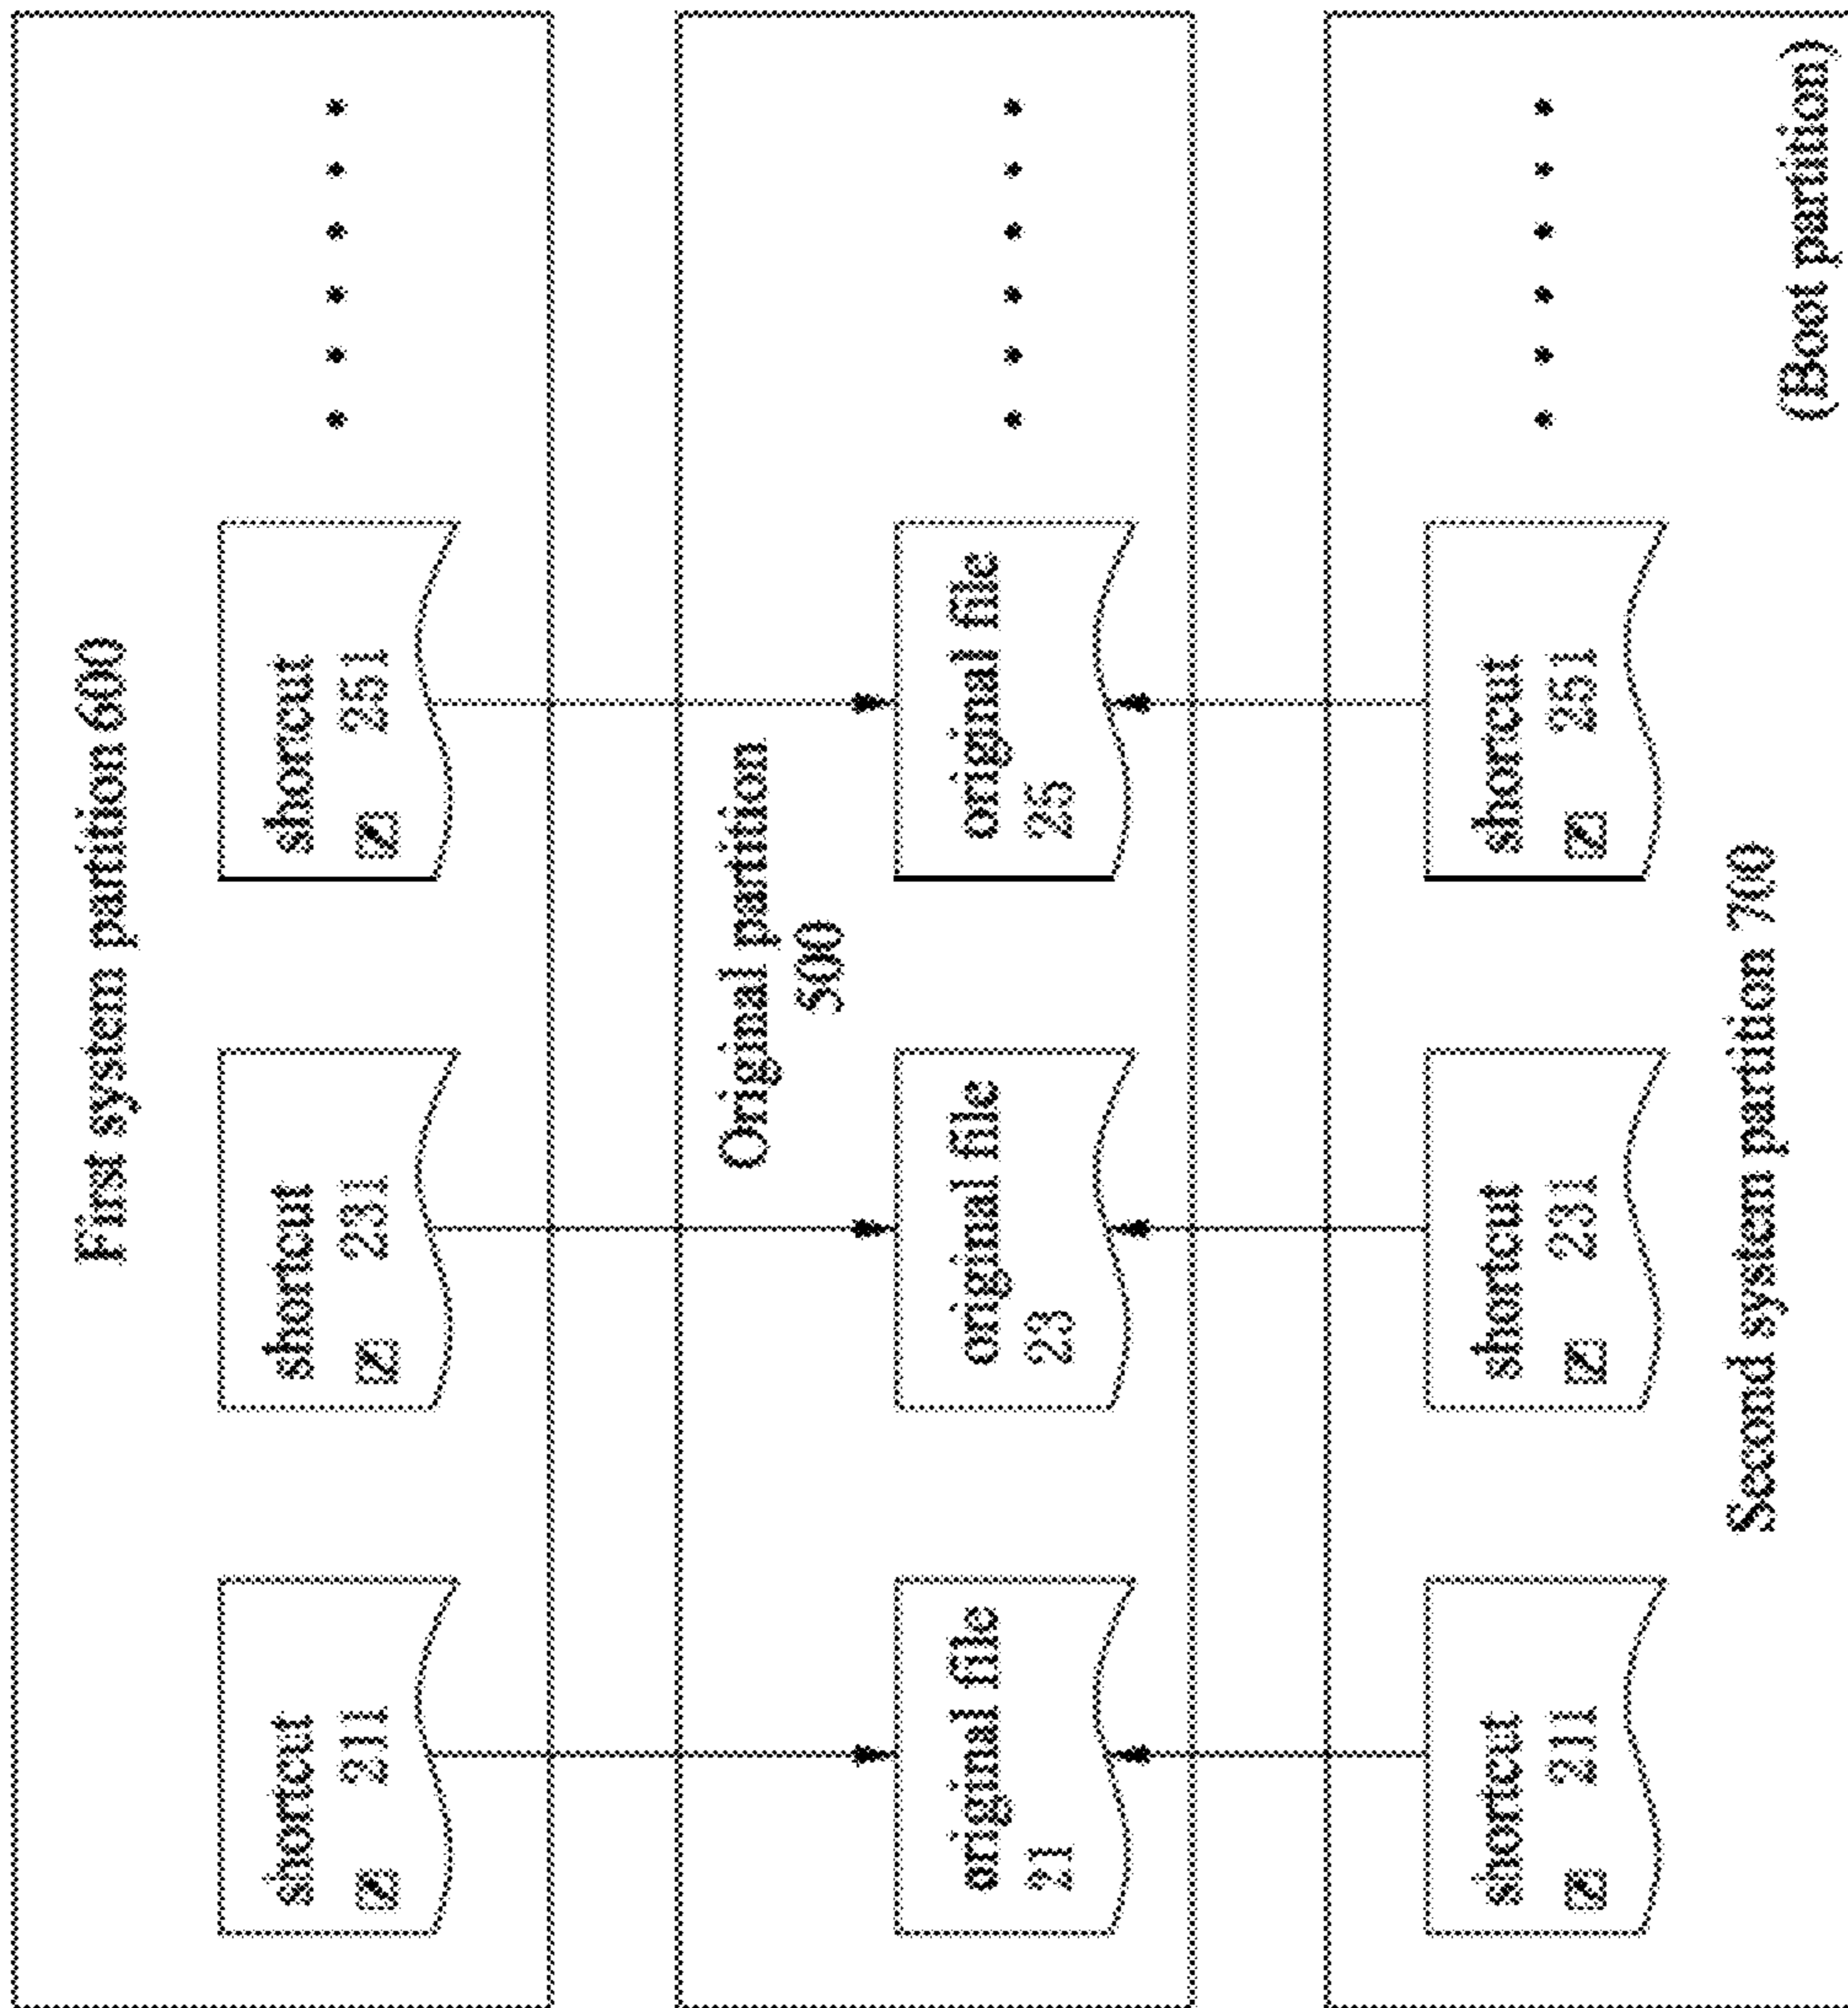 First system partition 600
shortcut
211
shortcut
231
shortcut
251
Original partition
500
original file
21
original file
23
original file
25
shortcut
211
shortcut
231
shortcut
251
Second system partition 700
(Boot partition)